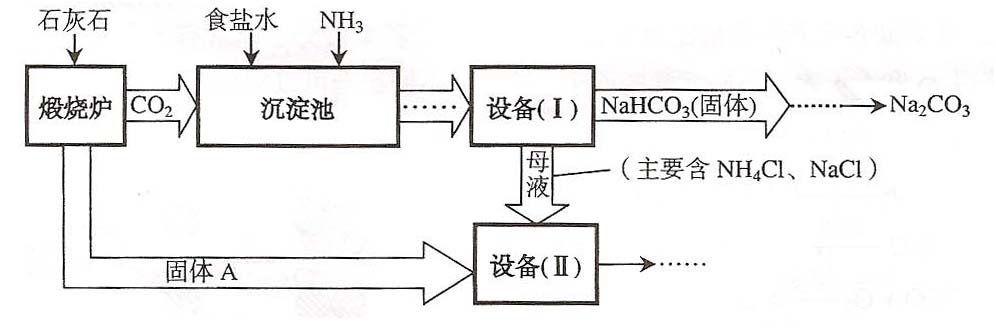 石灰石
食盐水
NH₃
煅烧炉
CO₂
沉淀池
……
设备(Ⅰ)
NaHCO₃(固体)
……
Na₂CO₃
母液
（主要含 NH₄Cl、NaCl）
固体 A
设备(Ⅱ)
……